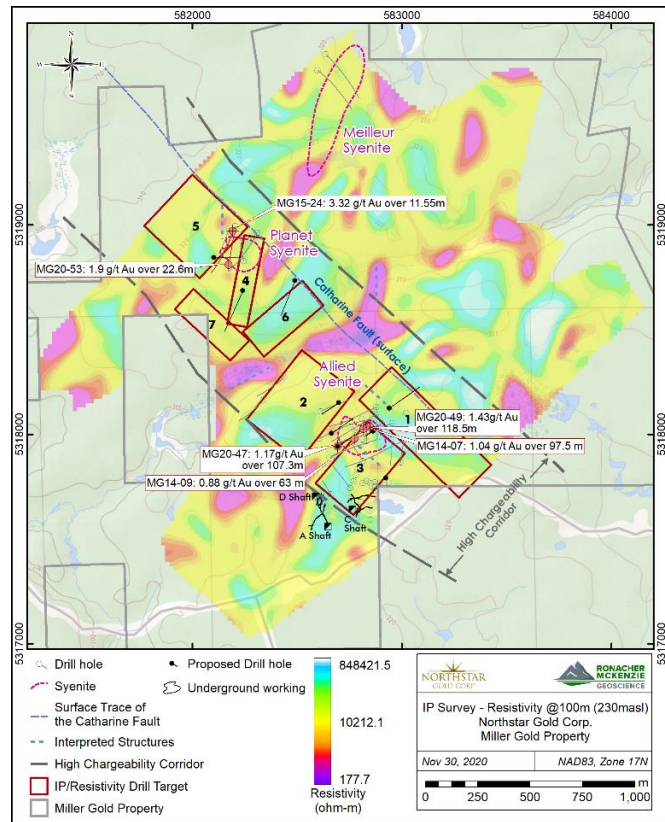 582000
583000
584000
N
W
E
S
Meilleur
Syenite
5319000
MG15-24: 3.32 g/t Au over 11.55m
5
Planet
Syenite
MG20-53: 1.9 g/t Au over 22.6m
4
6
7
Catharine Fault (surface)
Allied
Syenite
2
1
MG20-49: 1.43g/t Au
over 118.5m
5318000
MG20-47: 1.17g/t Au
over 107.3m
MG14-07: 1.04 g/t Au over 97.5 m
3
MG14-09: 0.88 g/t Au over 63 m
D Shaft
C
Shaft
A Shaft
High Chargeability
Corridor
5317000
Drill hole
Proposed Drill hole
Syenite
Underground working
Surface Trace of
the Catharine Fault
Interpreted Structures
High Chargeability Corridor
IP/Resistivity Drill Target
Miller Gold Property
848421.5
10212.1
177.7
Resistivity
(ohm-m)
NORTHSTAR
GOLD CORP.
RONACHER
MCKENZIE
GEOSCIENCE
IP Survey - Resistivity @100m (230masl)
Northstar Gold Corp.
Miller Gold Property
Nov 30, 2020
NAD83, Zone 17N
m
0
250
500
750
1,000